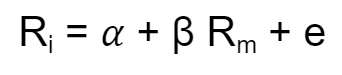 Rᵢ = α + β Rₘ + e